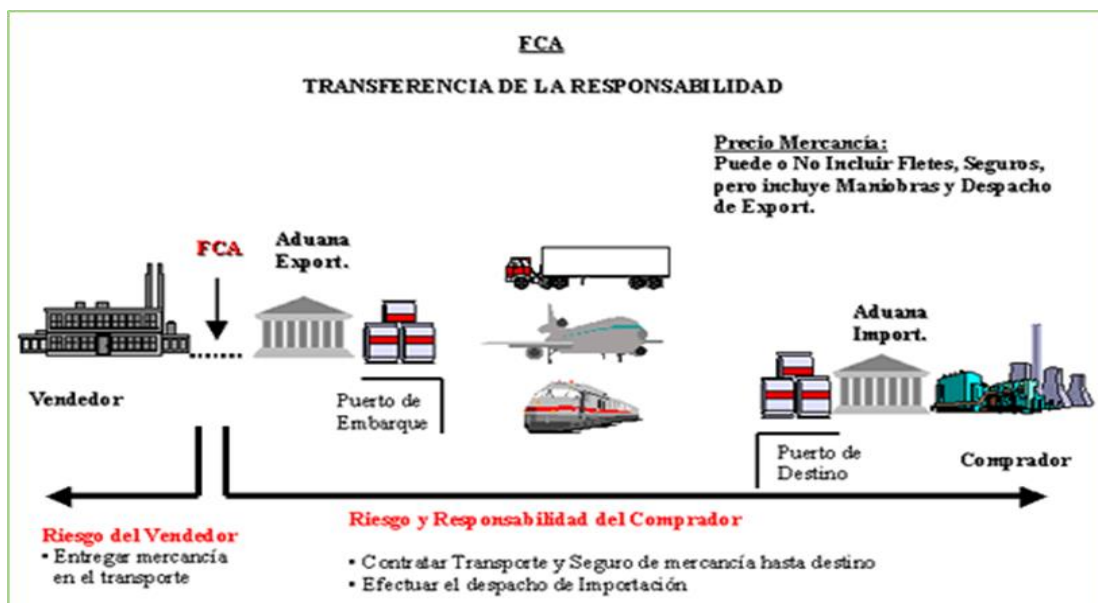 FCA
TRANSFERENCIA DE LA RESPONSABILIDAD
Precio Mercancía:
Puede o No Incluir Fletes, Seguros,
pero incluye Maniobras y Despacho
de Export.
FCA
Aduana
Export.
Aduana
Import.
Vendedor
Puerto de
Embarque
Puerto de
Destino
Comprador
Riesgo del Vendedor
▪ Entregar mercancía
en el transporte
Riesgo y Responsabilidad del Comprador
▪ Contratar Transporte y Seguro de mercancía hasta destino
▪ Efectuar el despacho de Importación